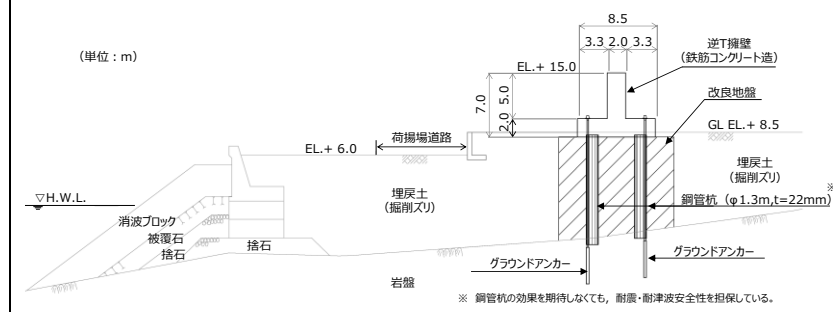 8.5
3.3 2.0 3.3
(単位：m)
逆T擁壁
(鉄筋コンクリート造)
EL.+ 15.0
改良地盤
7.0
5.0
2.0
荷揚場道路
GL EL.+ 8.5
EL.+ 6.0
埋戻土
(掘削ズリ)
埋戻土
(掘削ズリ)
※
▽H.W.L.
鋼管杭（φ1.3m,t=22mm）
消波ブロック
被覆石
捨石
捨石
グラウンドアンカー
グラウンドアンカー
岩盤
※ 鋼管杭の効果を期待しなくても，耐震・耐津波安全性を担保している。